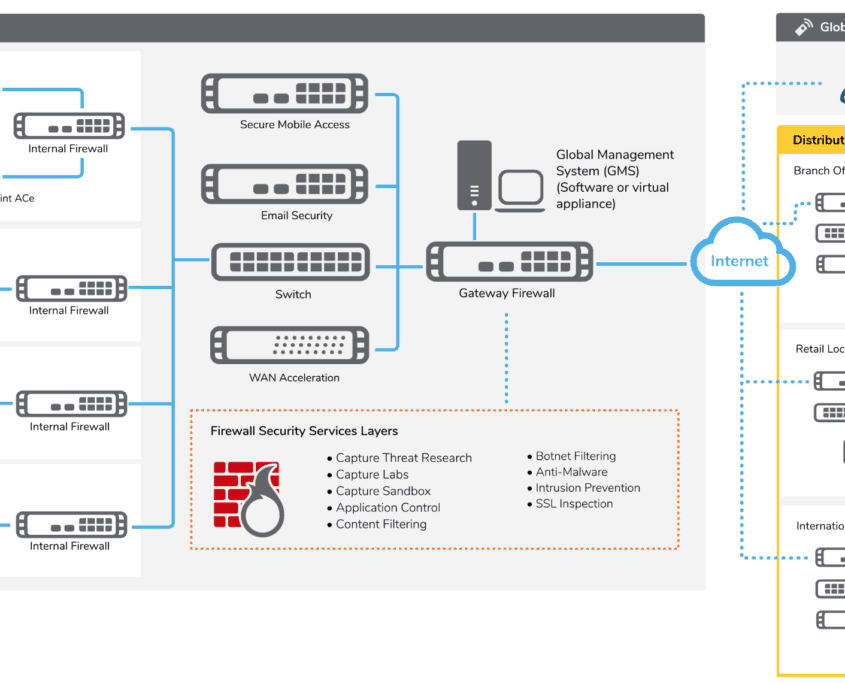 Glob
Internal Firewall
int ACe
Internal Firewall
Internal Firewall
Internal Firewall
Secure Mobile Access
Email Security
Switch
WAN Acceleration
Global Management
System (GMS)
(Software or virtual
appliance)
Gateway Firewall
Internet
Firewall Security Services Layers
• Capture Threat Research
• Capture Labs
• Capture Sandbox
• Application Control
• Content Filtering
• Botnet Filtering
• Anti-Malware
• Intrusion Prevention
• SSL Inspection
Distribut
Branch Of
Retail Loc
Internatio